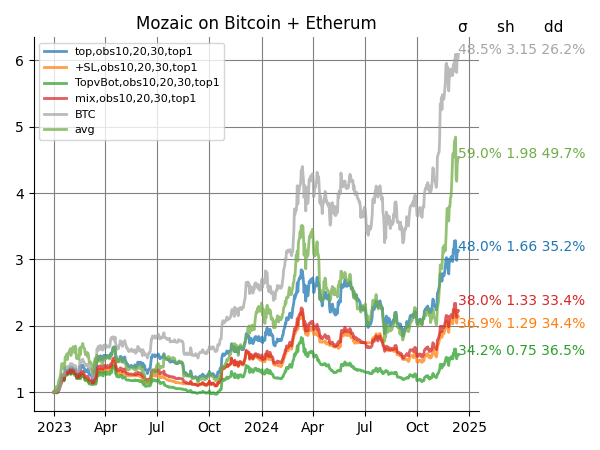 Mozaic on Bitcoin + Etherum
σ sh dd
top,obs10,20,30,top1
+SL,obs10,20,30,top1
TopvBot,obs10,20,30,top1
mix,obs10,20,30,top1
BTC
avg
48.5% 3.15 26.2%
59.0% 1.98 49.7%
48.0% 1.66 35.2%
38.0% 1.33 33.4%
36.9% 1.29 34.4%
34.2% 0.75 36.5%
6
5
4
3
2
1
2023 Apr Jul Oct 2024 Apr Jul Oct 2025